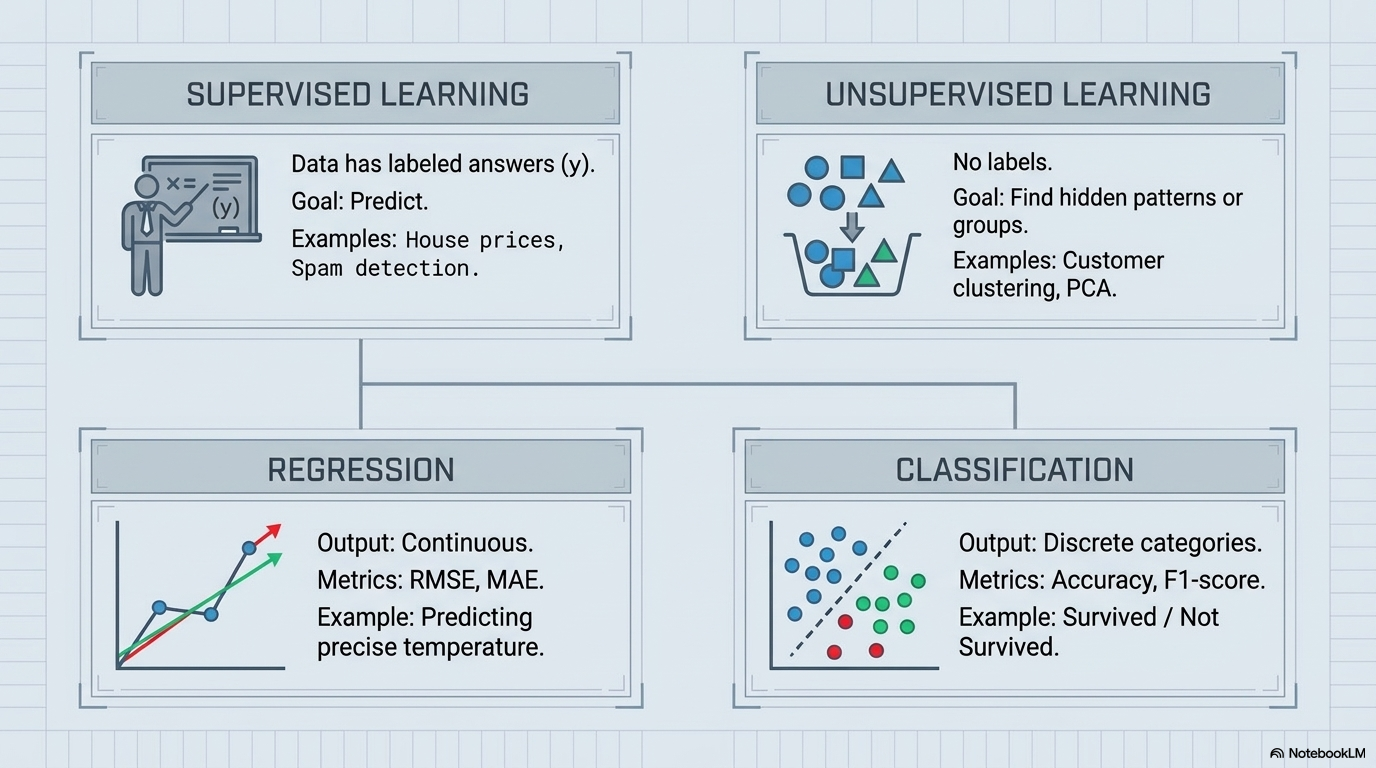 SUPERVISED LEARNING
x =
(y)
Data has labeled answers (y).
Goal: Predict.
Examples: House prices,
Spam detection.
UNSUPERVISED LEARNING
No labels.
Goal: Find hidden patterns or
groups.
Examples: Customer
clustering, PCA.
REGRESSION
Output: Continuous.
Metrics: RMSE, MAE.
Example: Predicting
precise temperature.
CLASSIFICATION
Output: Discrete categories.
Metrics: Accuracy, F1-score.
Example: Survived / Not
Survived.
NotebookLM